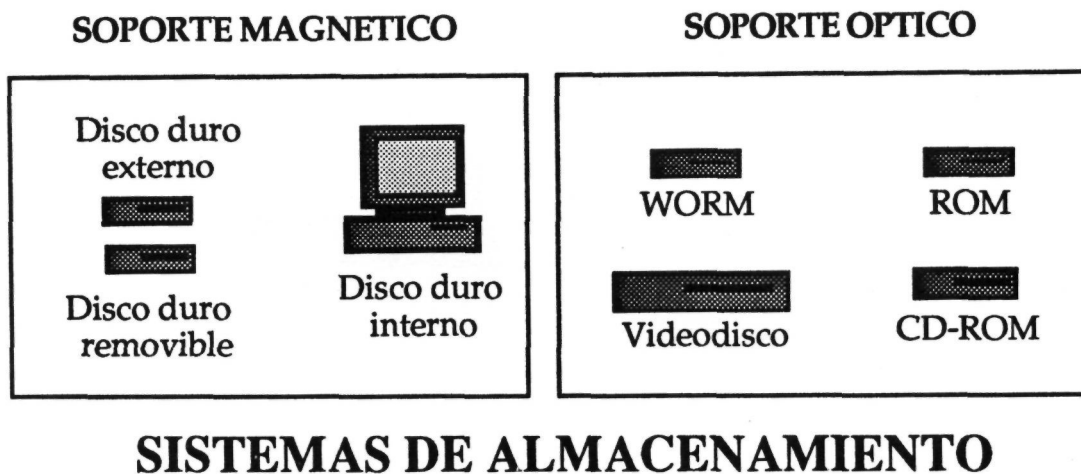 SOPORTE MAGNETICO
Disco duro
externo
Disco duro
removible
Disco duro
interno
SOPORTE OPTICO
WORM
ROM
Videodisco
CD-ROM
SISTEMAS DE ALMACENAMIENTO